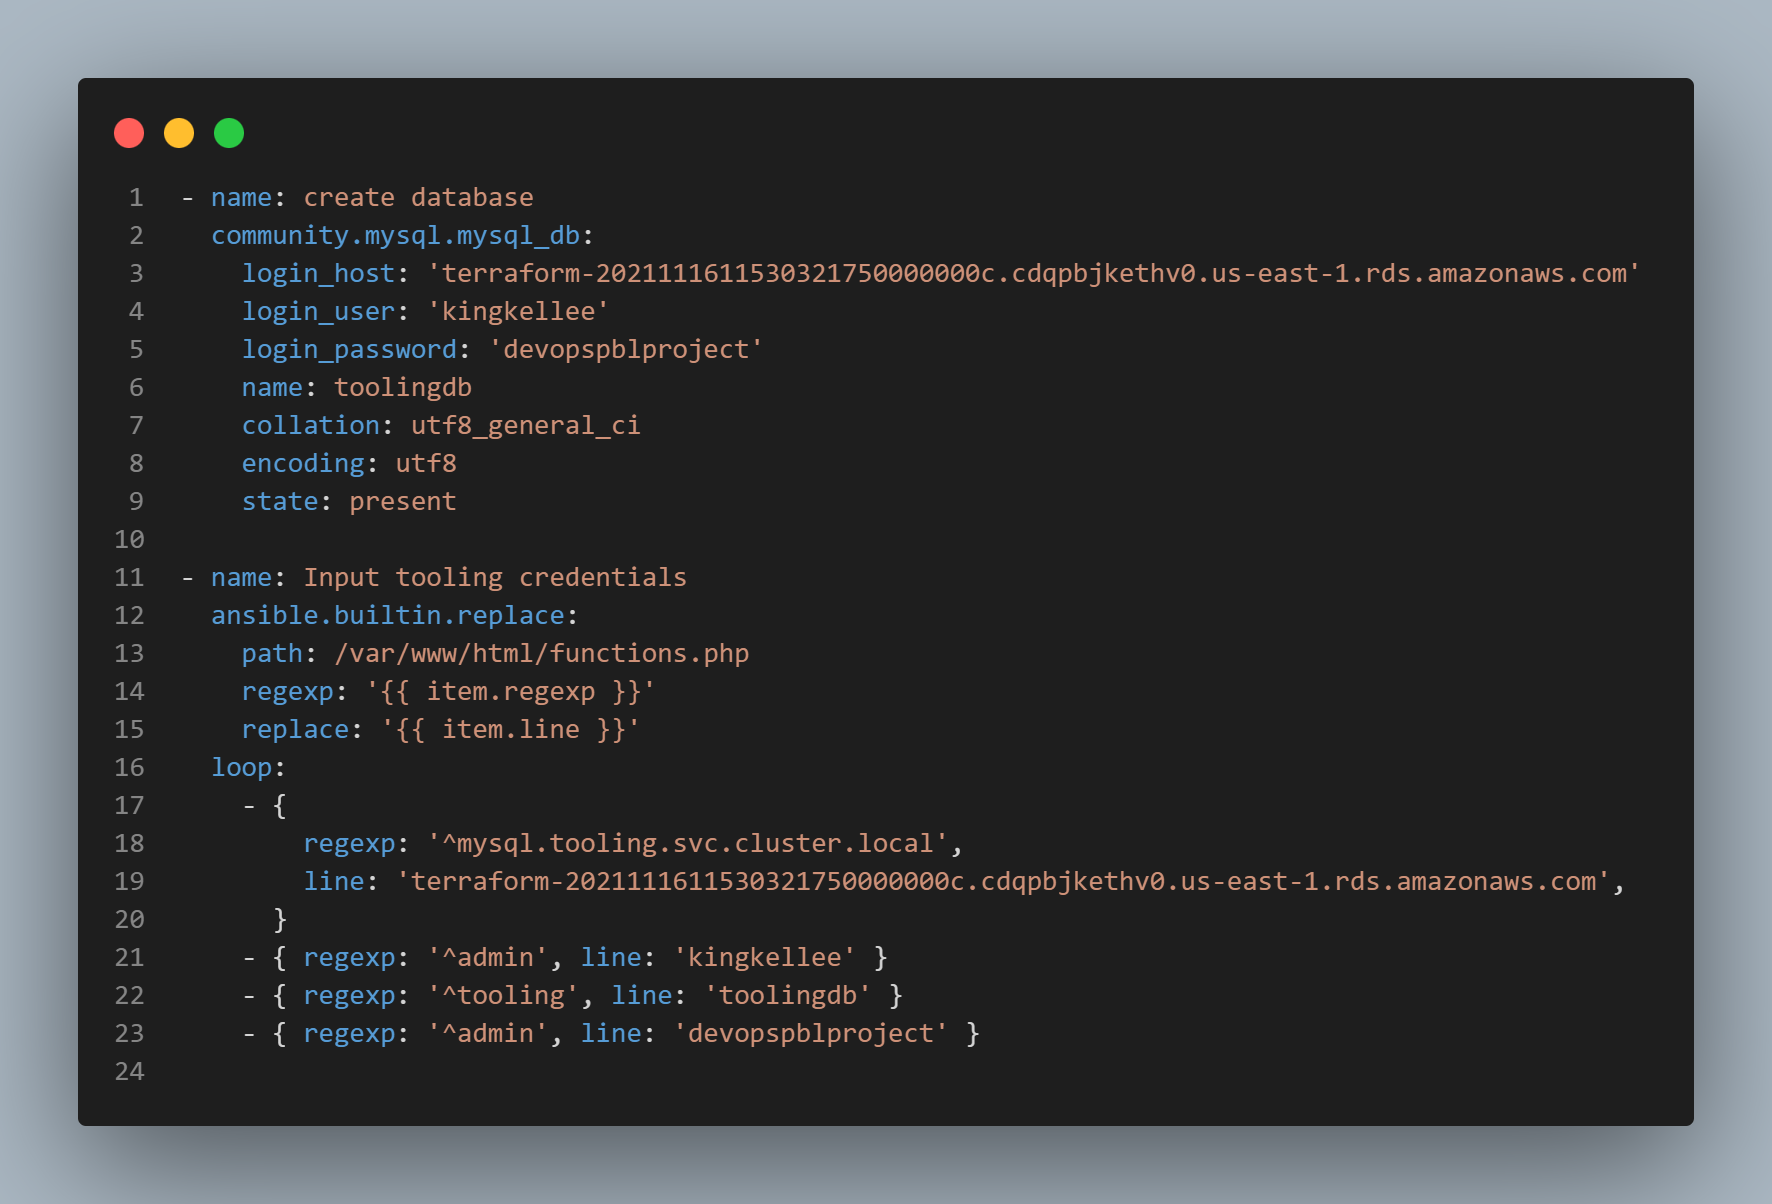 1 - name: create database
2   community.mysql.mysql_db:
3     login_host: 'terraform-20211116115303217500000000c.cdqpbjkethv0.us-east-1.rds.amazonaws.com'
4     login_user: 'kingkellee'
5     login_password: 'devopspblproject'
6     name: toolingdb
7     collation: utf8_general_ci
8     encoding: utf8
9     state: present
10
11 - name: Input tooling credentials
12   ansible.builtin.replace:
13     path: /var/www/html/functions.php
14     regexp: '{{ item.regexp }}'
15     replace: '{{ item.line }}'
16   loop:
17     - {
18         regexp: '^mysql.tooling.svc.cluster.local',
19         line: 'terraform-20211116115303217500000000c.cdqpbjkethv0.us-east-1.rds.amazonaws.com',
20       }
21     - { regexp: '^admin', line: 'kingkellee' }
22     - { regexp: '^tooling', line: 'toolingdb' }
23     - { regexp: '^admin', line: 'devopspblproject' }
24